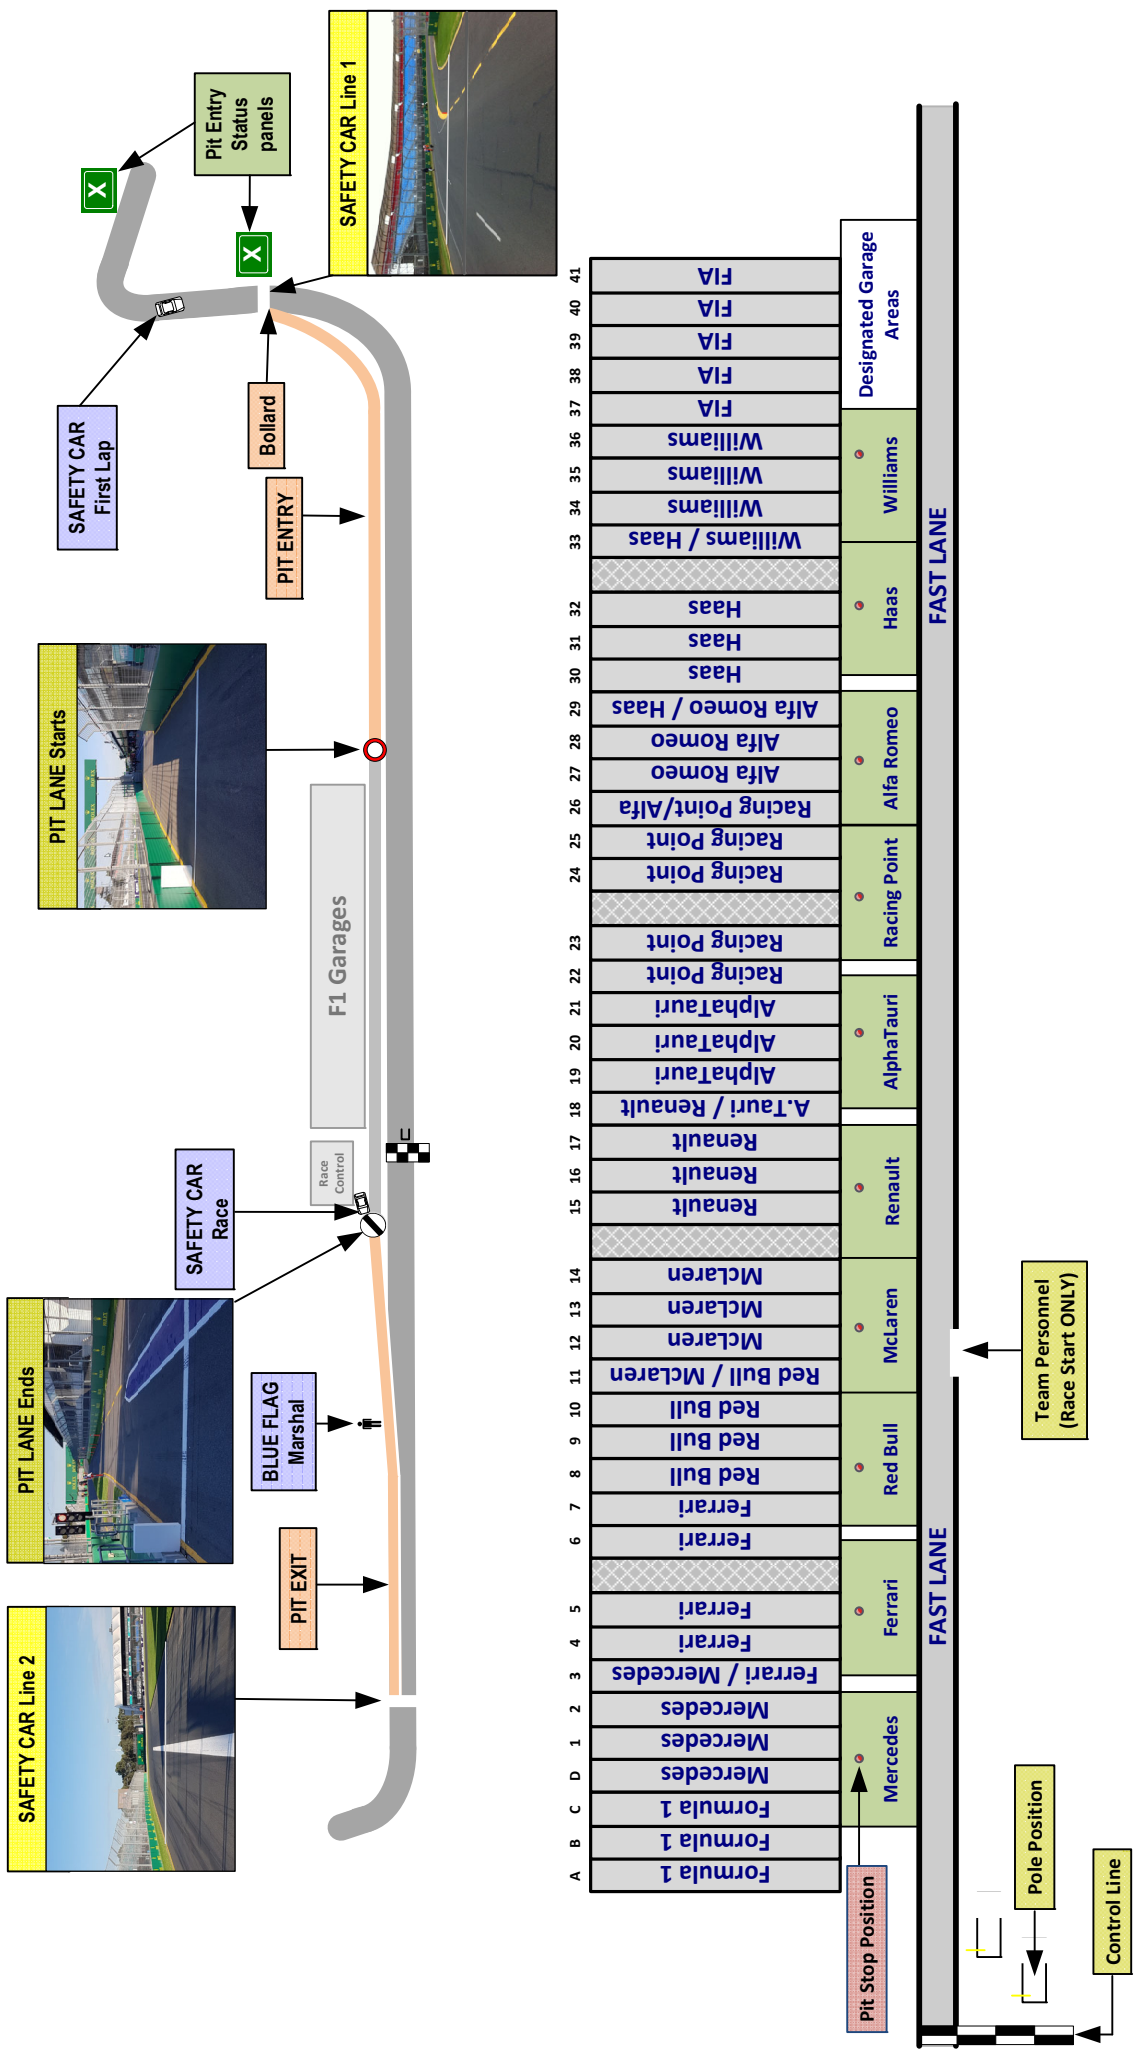 SAFETY CAR Line 2
PIT LANE Ends
PIT LANE Starts
SAFETY CAR
First Lap
Pit Entry
Status
panels
X
X
SAFETY CAR Line 1
Bollard
PIT ENTRY
SAFETY CAR
Race
BLUE FLAG
Marshal
PIT EXIT
Race
Control
F1 Garages
A
B
C
D
1
2
3
4
5
6
7
8
9
10
11
12
13
14
15
16
17
18
19
20
21
22
23
24
25
26
27
28
29
30
31
32
33
34
35
36
37
38
39
40
41
Formula 1
Formula 1
Formula 1
Mercedes
Mercedes
Mercedes
Ferrari / Mercedes
Ferrari
Ferrari
Ferrari
Ferrari
Red Bull
Red Bull
Red Bull
Red Bull / McLaren
McLaren
McLaren
McLaren
Renault
Renault
Renault
A.Tauri / Renault
AlphaTauri
AlphaTauri
AlphaTauri
Racing Point
Racing Point
Racing Point
Racing Point
Racing Point/Alfa
Alfa Romeo
Alfa Romeo
Alfa Romeo / Haas
Haas
Haas
Haas
Williams / Haas
Williams
Williams
Williams
FIA
FIA
FIA
FIA
FIA
Pit Stop Position
Mercedes
Ferrari
Red Bull
McLaren
Renault
AlphaTauri
Racing Point
Alfa Romeo
Haas
Williams
Designated Garage
Areas
FAST LANE
FAST LANE
Pole Position
Team Personnel
(Race Start ONLY)
Control Line